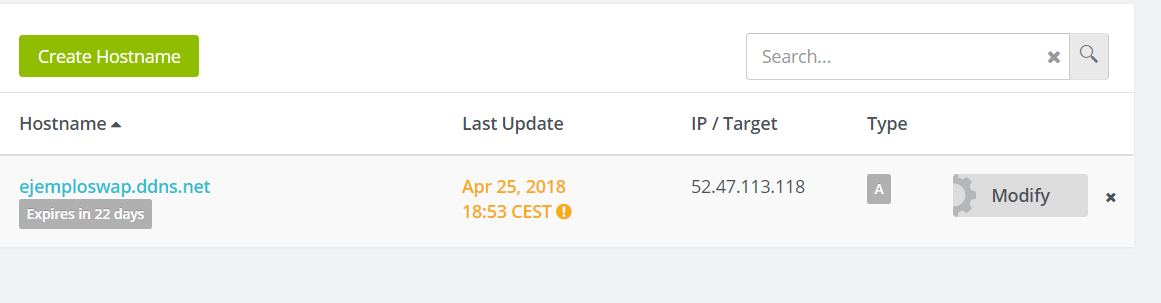 Create Hostname
Search...
Hostname
Last Update
IP / Target
Type
ejemploswap.ddns.net
Expires in 22 days
Apr 25, 2018
18:53 CEST
52.47.113.118
A
Modify